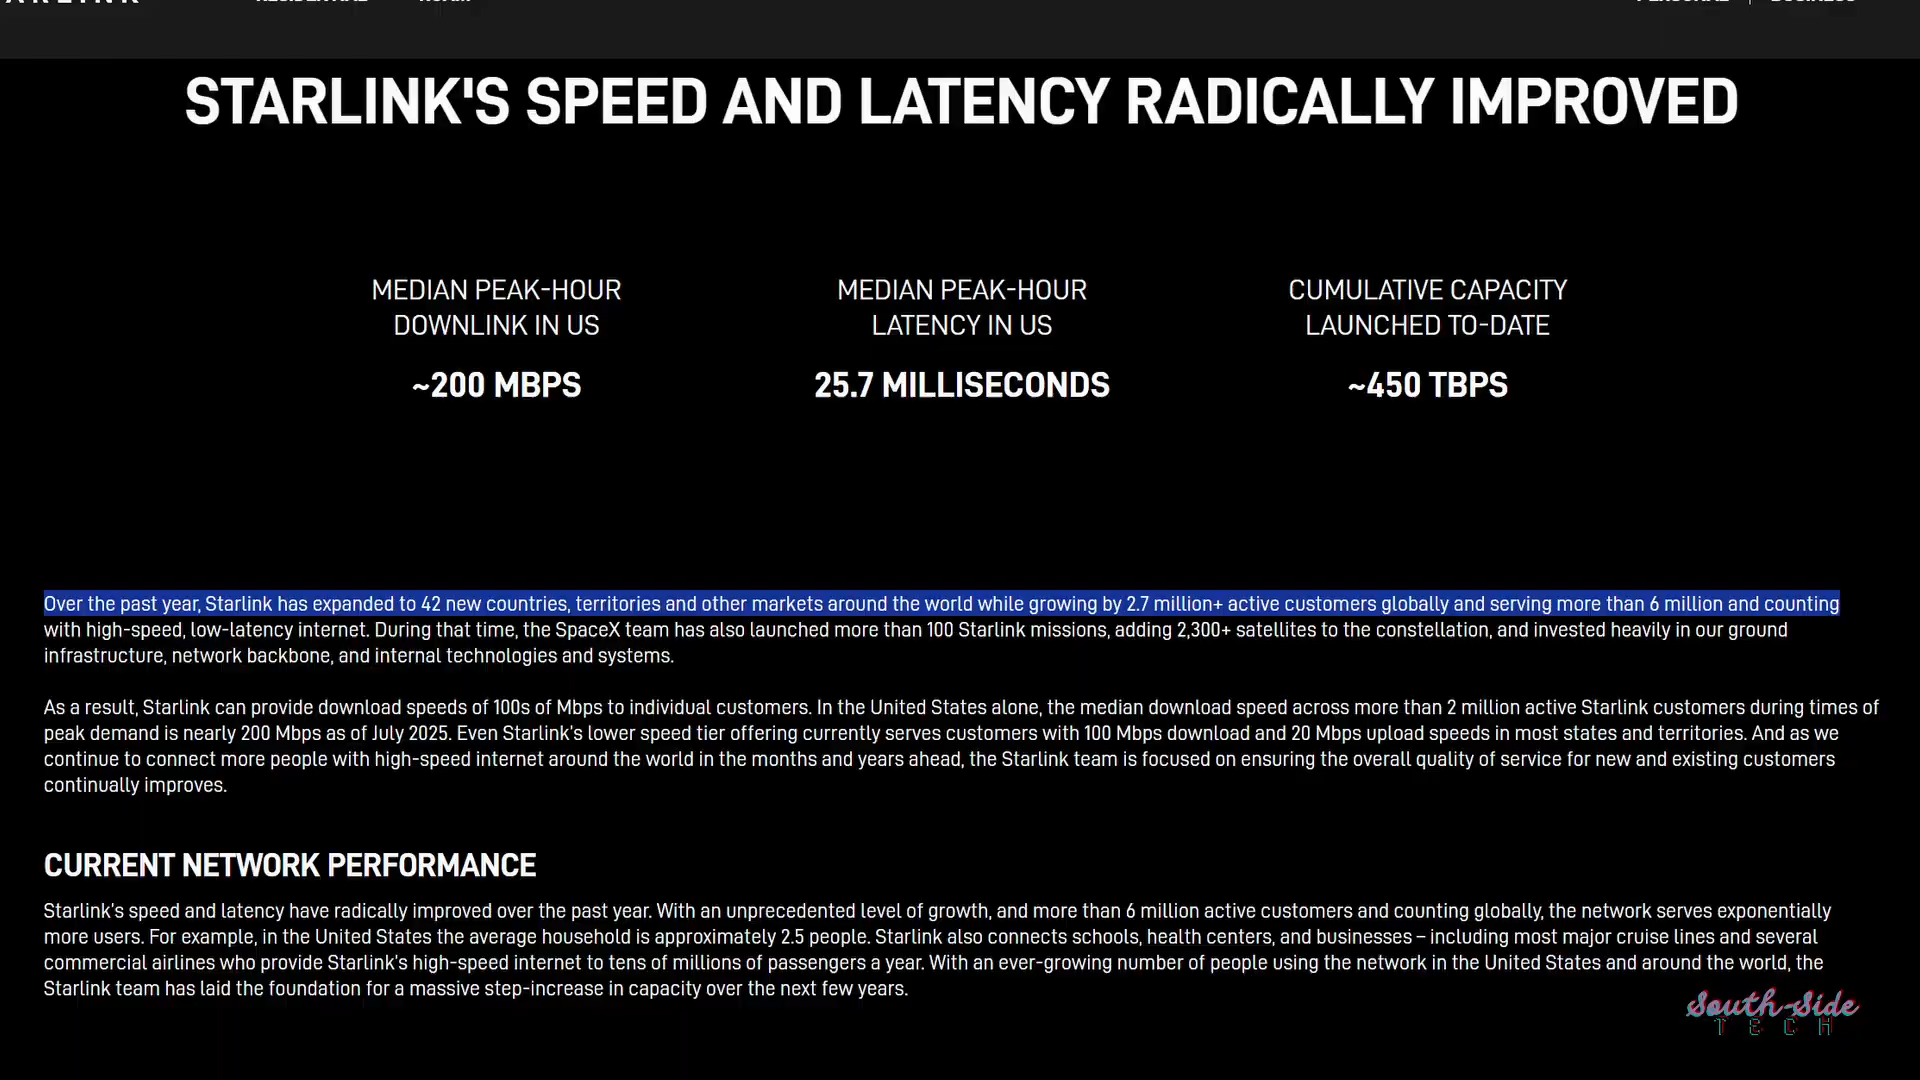 STARLINK'S SPEED AND LATENCY RADICALLY IMPROVED
MEDIAN PEAK-HOUR
DOWNLINK IN US
~200 MBPS
MEDIAN PEAK-HOUR
LATENCY IN US
25.7 MILLISECONDS
CUMULATIVE CAPACITY
LAUNCHED TO-DATE
~450 TBPS
Over the past year, Starlink has expanded to 42 new countries, territories and other markets around the world while growing by 2.7 million+ active customers globally and serving more than 6 million and counting
with high-speed, low-latency internet. During that time, the SpaceX team has also launched more than 100 Starlink missions, adding 2,300+ satellites to the constellation, and invested heavily in our ground
infrastructure, network backbone, and internal technologies and systems.
As a result, Starlink can provide download speeds of 100s of Mbps to individual customers. In the United States alone, the median download speed across more than 2 million active Starlink customers during times of
peak demand is nearly 200 Mbps as of July 2025. Even Starlink's lower speed tier offering currently serves customers with 100 Mbps download and 20 Mbps upload speeds in most states and territories. And as we
continue to connect more people with high-speed internet around the world in the months and years ahead, the Starlink team is focused on ensuring the overall quality of service for new and existing customers
continually improves.
CURRENT NETWORK PERFORMANCE
Starlink's speed and latency have radically improved over the past year. With an unprecedented level of growth, and more than 6 million active customers and counting globally, the network serves exponentially
more users. For example, in the United States the average household is approximately 2.5 people. Starlink also connects schools, health centers, and businesses – including most major cruise lines and several
commercial airlines who provide Starlink's high-speed internet to tens of millions of passengers a year. With an ever-growing number of people using the network in the United States and around the world, the
Starlink team has laid the foundation for a massive step-increase in capacity over the next few years.
South-Side
TECH